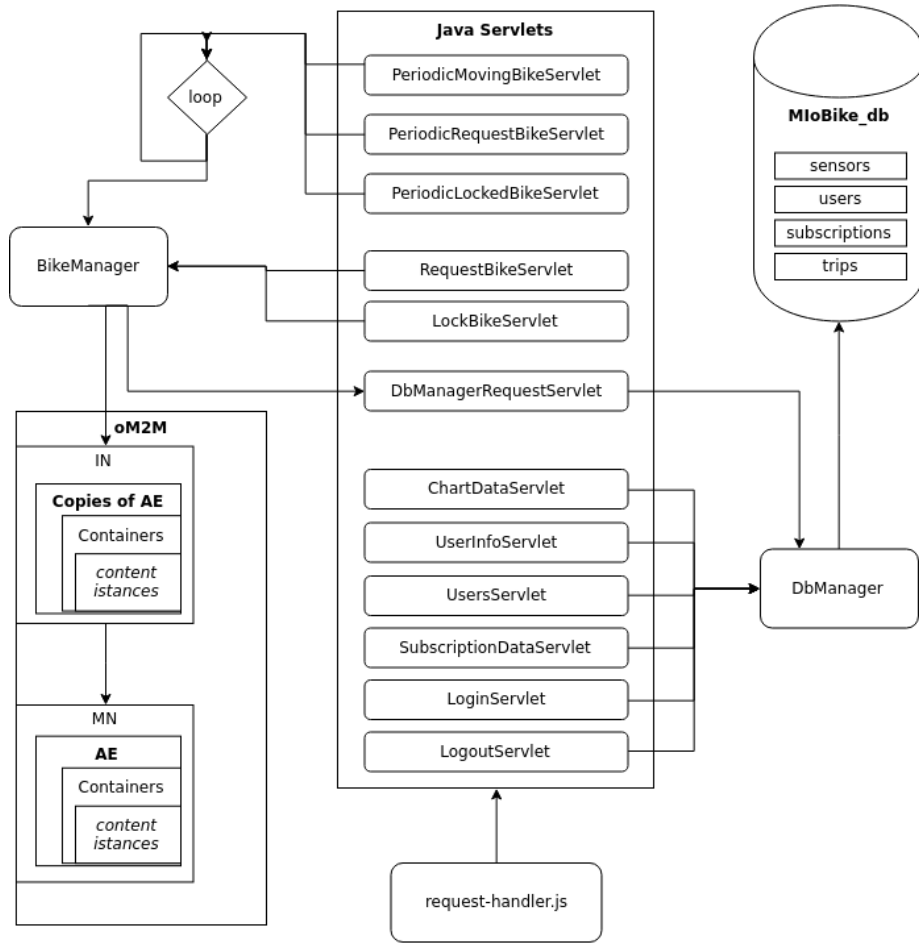 Java Servlets
PeriodicMovingBikeServlet
PeriodicRequestBikeServlet
PeriodicLockedBikeServlet
RequestBikeServlet
LockBikeServlet
DbManagerRequestServlet
ChartDataServlet
UserInfoServlet
UsersServlet
SubscriptionDataServlet
LoginServlet
LogoutServlet
request-handler.js
loop
BikeManager
oM2M
IN
Copies of AE
Containers
content
istances
MN
AE
Containers
content
istances
MIoBike_db
sensors
users
subscriptions
trips
DbManager